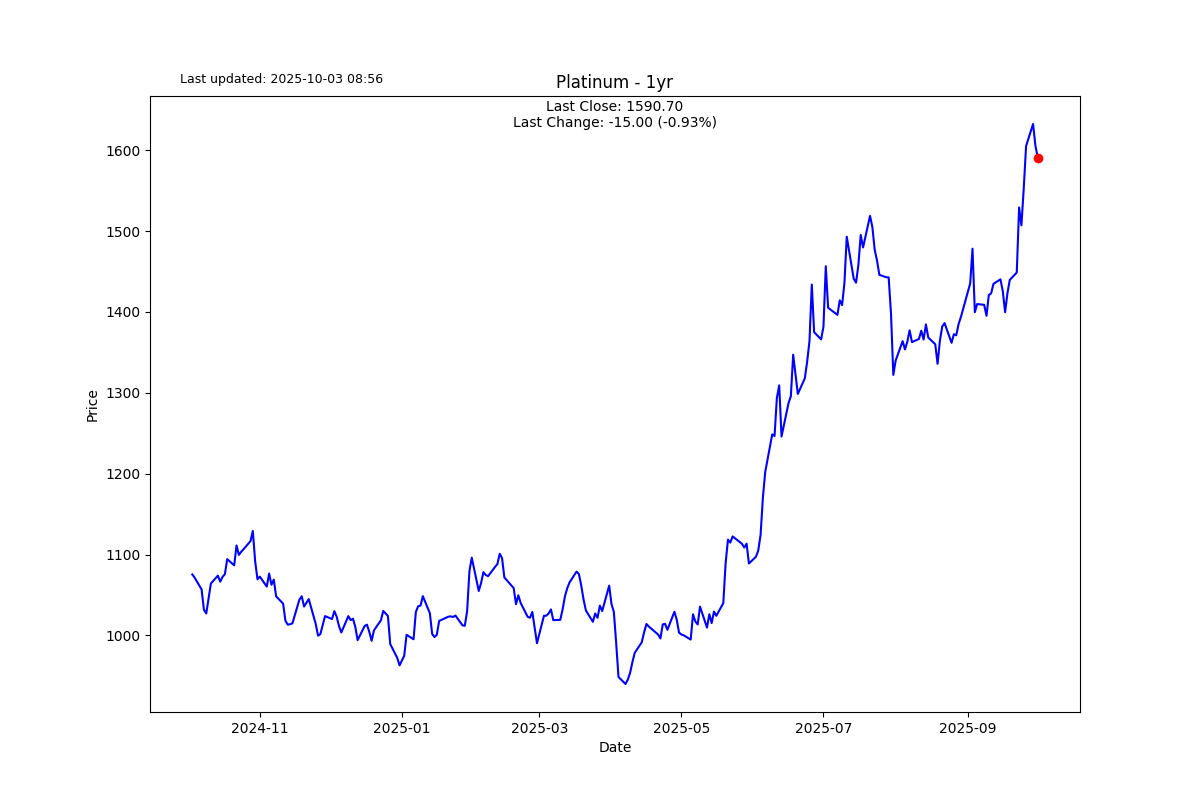 Last updated: 2025-10-03 08:56
Platinum - 1yr
Last Close: 1590.70
Last Change: -15.00 (-0.93%)
1600
1500
1400
1300
1200
1100
1000
Price
2024-11
2025-01
2025-03
2025-05
2025-07
2025-09
Date